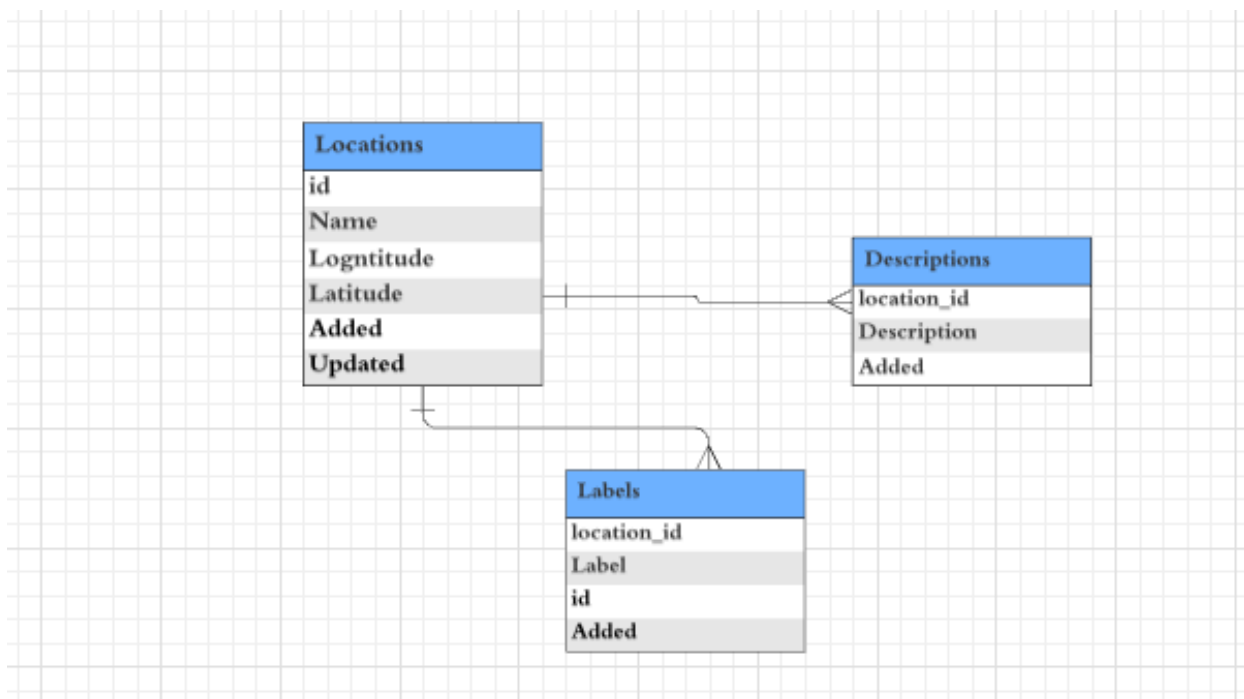 Locations
id
Name
Logntitude
Latitude
Added
Updated
Descriptions
location_id
Description
Added
Labels
location_id
Label
id
Added